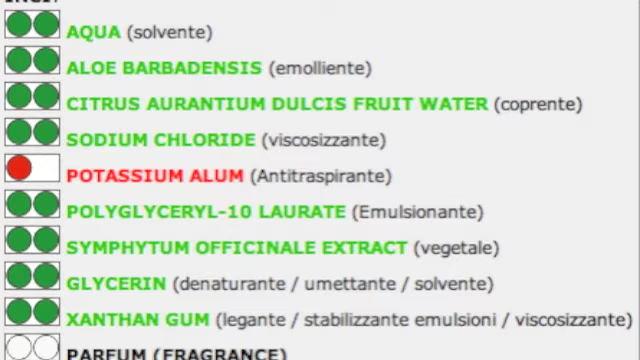 AQUA (solvente)
ALOE BARBADENSIS (emolliente)
CITRUS AURANTIUM DULCIS FRUIT WATER (coprente)
SODIUM CHLORIDE (viscosizzante)
POTASSIUM ALUM (Antitraspirante)
POLYGLYCERYL-10 LAURATE (Emulsionante)
SYMPHYTUM OFFICINALE EXTRACT (vegetale)
GLYCERIN (denaturante / umettante / solvente)
XANTHAN GUM (legante / stabilizzante emulsioni / viscosizzante)
PARFUM (FRAGRANCE)